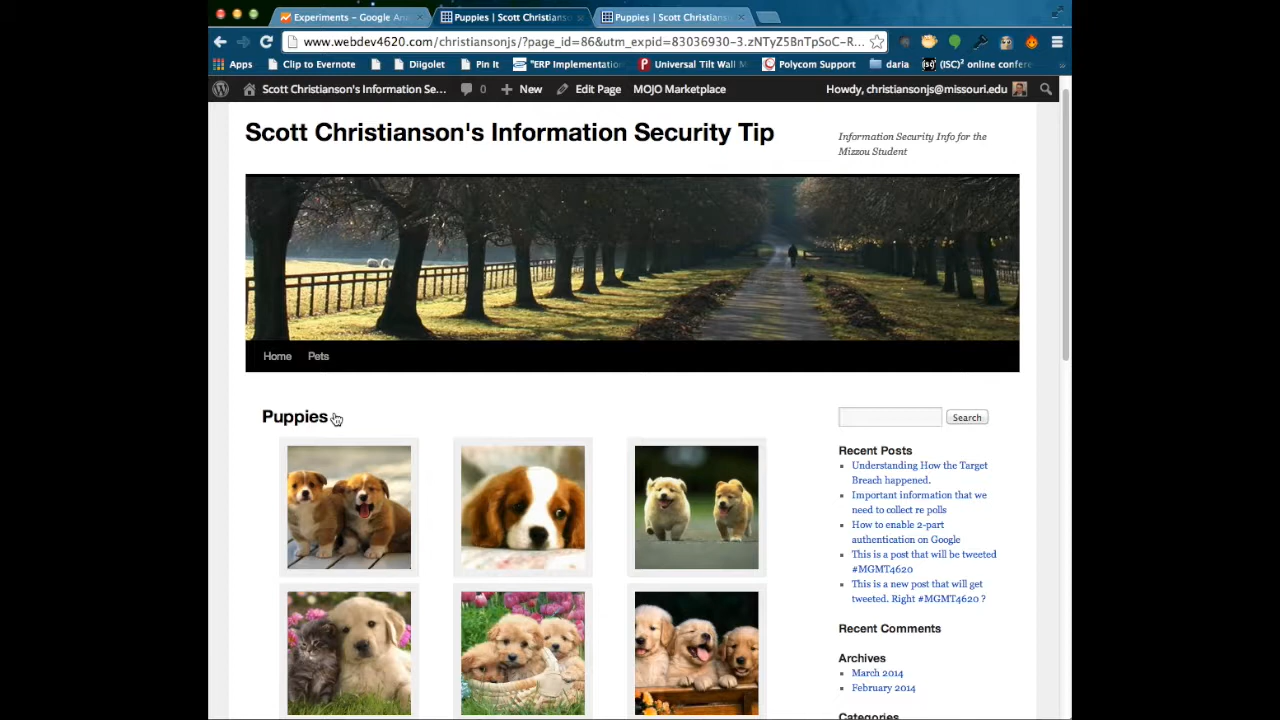 Experiments - Google An
Puppies | Scott Christianson
Puppies | Scott Christians
www.webdev4620.com/christiansonjs/?page_id=86&utm_expid=83036930-3.zNTyZ5BnTpSoC-R...
Apps
Clip to Evernote
Diigolet
Pin It
"ERP Implementation
Universal Tilt Wall M
Polycom Support
daria
(ISC)² online confere
Scott Christianson's Information Se...
0
New
Edit Page
MOJO Marketplace
Howdy, christiansonjs@missouri.edu
Scott Christianson's Information Security Tip
Information Security Info for the
Mizzou Student
Home
Pets
Puppies
Search
Recent Posts
Understanding How the Target
Breach happened.
Important information that we
need to collect re polls
How to enable 2-part
authentication on Google
This is a post that will be tweeted
#MGMT4620
This is a new post that will get
tweeted. Right #MGMT4620 ?
Recent Comments
Archives
March 2014
February 2014
Categories